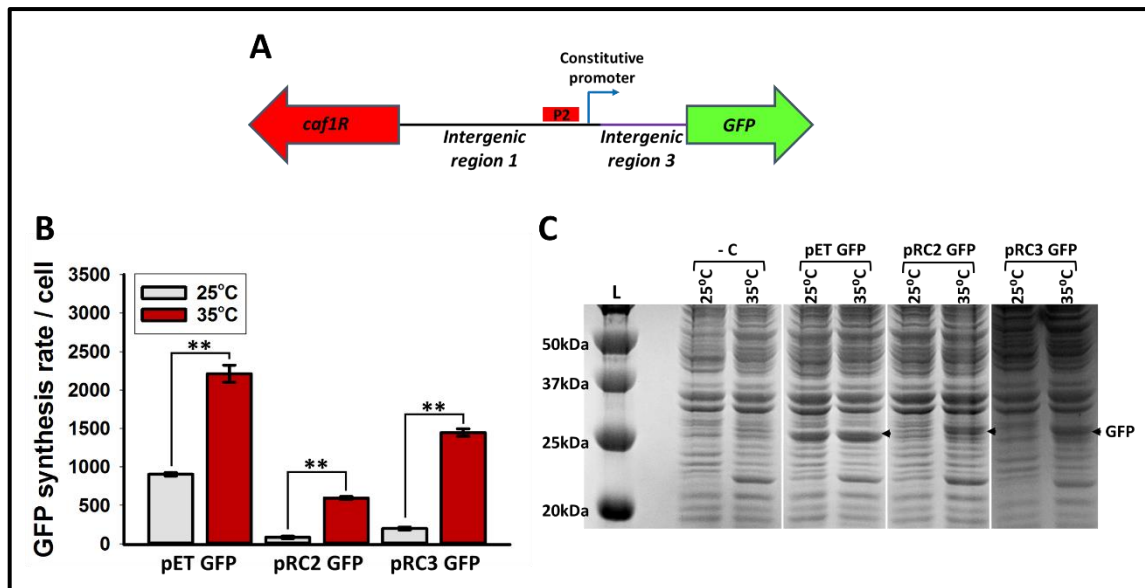 A
Constitutive
promoter
caf1R
P2
GFP
Intergenic
region 1
Intergenic
region 3
B
GFP synthesis rate / cell
3500
3000
2500
2000
1500
1000
500
0
25°C
35°C
**
**
**
pET GFP
pRC2 GFP
pRC3 GFP
C
- C
pET GFP
pRC2 GFP
pRC3 GFP
L
25°C
35°C
25°C
35°C
25°C
35°C
25°C
35°C
50kDa
37kDa
25kDa
20kDa
GFP